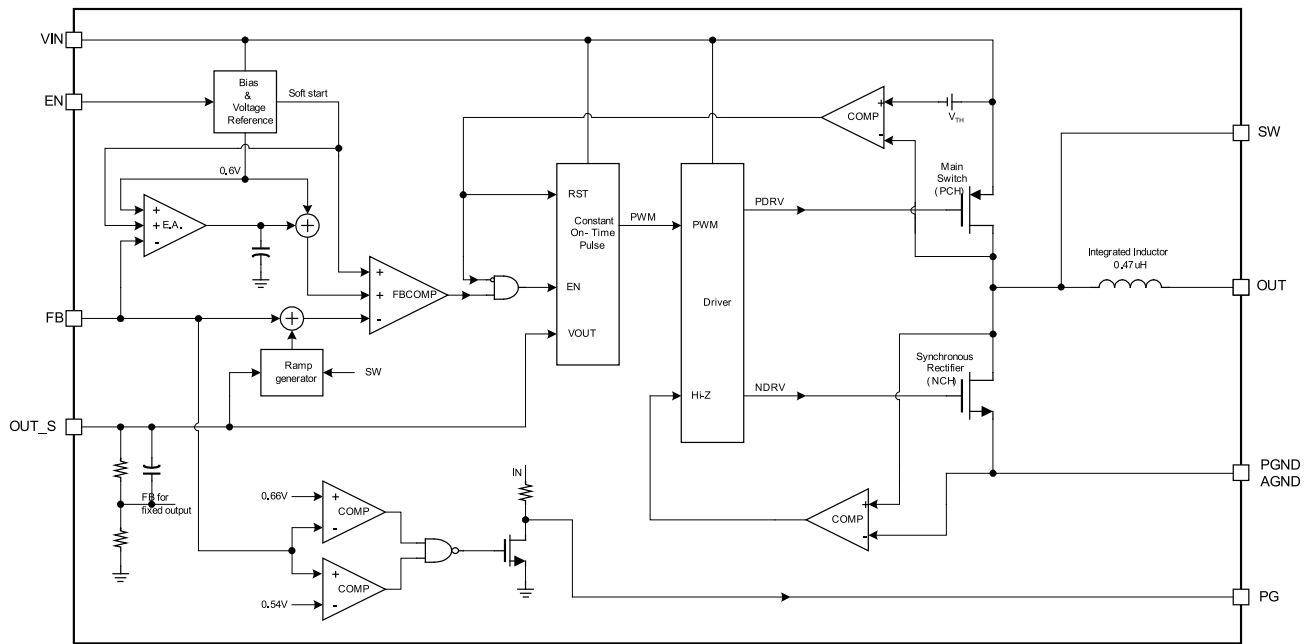 VIN
EN
Bias
&
Voltage
Reference
Soft start
0.6V
+
+
-
E.A.
+
FB
+
Ramp
generator
SW
+
+
-
FBCOMP
OUT_S
FB for
fixed output
RST
Constant
On- Time
Pulse
EN
VOUT
PWM
PWM
Driver
Hi-Z
PDRV
NDRV
COMP
+
-
VTH
Main
Switch
(PCH)
SW
Integrated Inductor
0.47uH
OUT
Synchronous
Rectifier
(NCH)
COMP
+
-
PGND
AGND
0.66V
+
-
COMP
+
-
COMP
0.54V
IN
PG